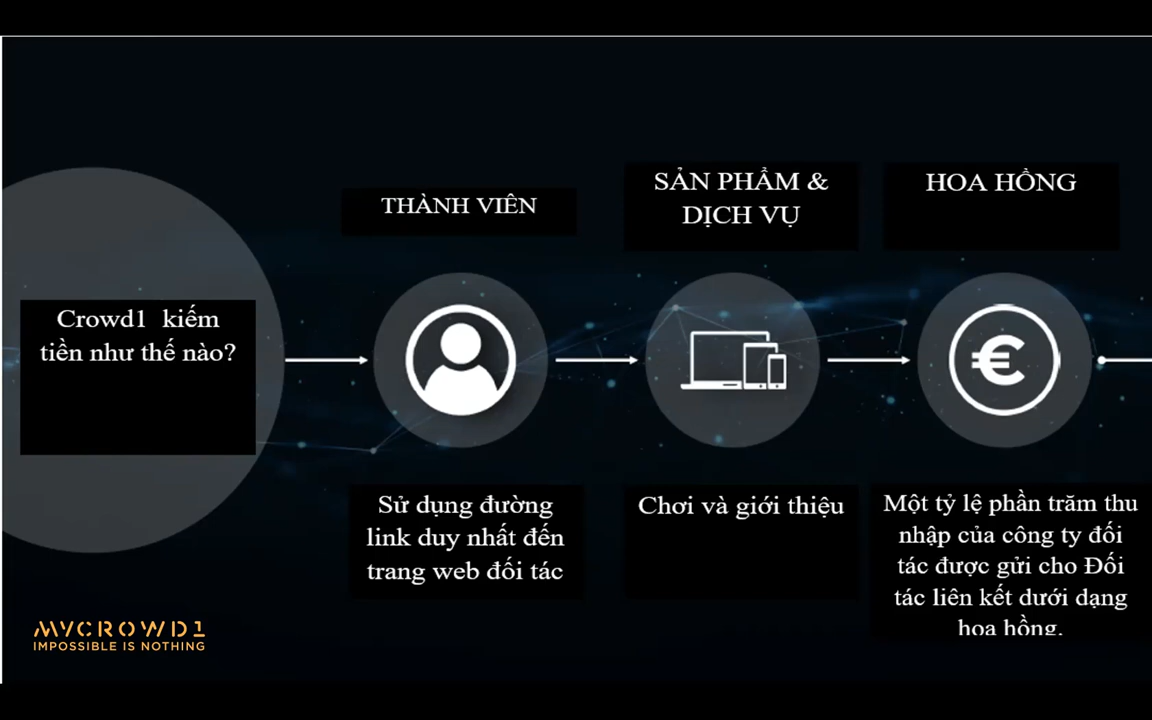 Crowd1 kiếm
tiền như thế nào?
THÀNH VIÊN
Sử dụng đường
link duy nhất đến
trang web đối tác
SẢN PHẨM &
DỊCH VỤ
Chơi và giới thiệu
HOA HỒNG
Một tỷ lệ phần trăm thu
nhập của công ty đối
tác được gửi cho Đối
tác liên kết dưới dạng
hoa hồng.
MYCROWD1
IMPOSSIBLE IS NOTHING